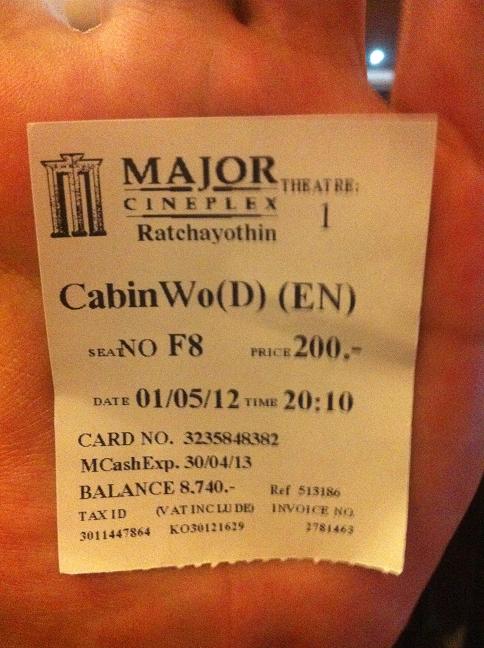 MAJOR
CINEPLEX
Ratchayothin
THEATRE:
1
CabinWo(D) (EN)
SEATNO F8 PRICE 200.-
DATE 01/05/12 TIME 20:10
CARD NO. 3235848382
MCashExp. 30/04/13
BALANCE 8,740.- Ref 513186
TAX ID (VAT INCLUDE) INVOICE NO.
3011447864 KO30121629 2781463